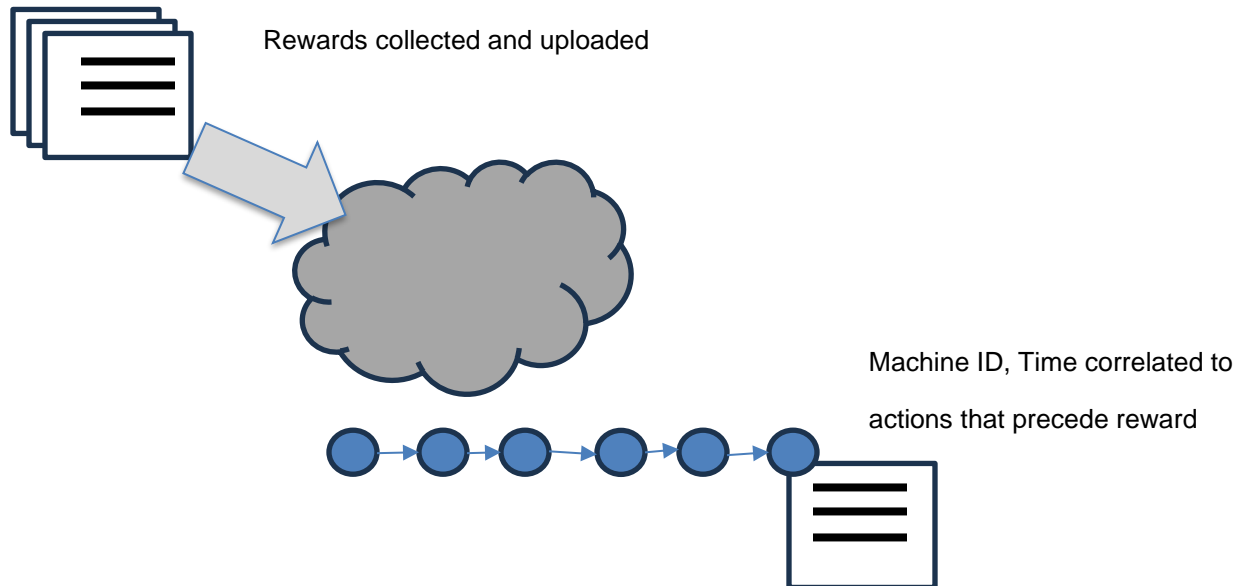 Rewards collected and uploaded
Machine ID, Time correlated to
actions that precede reward